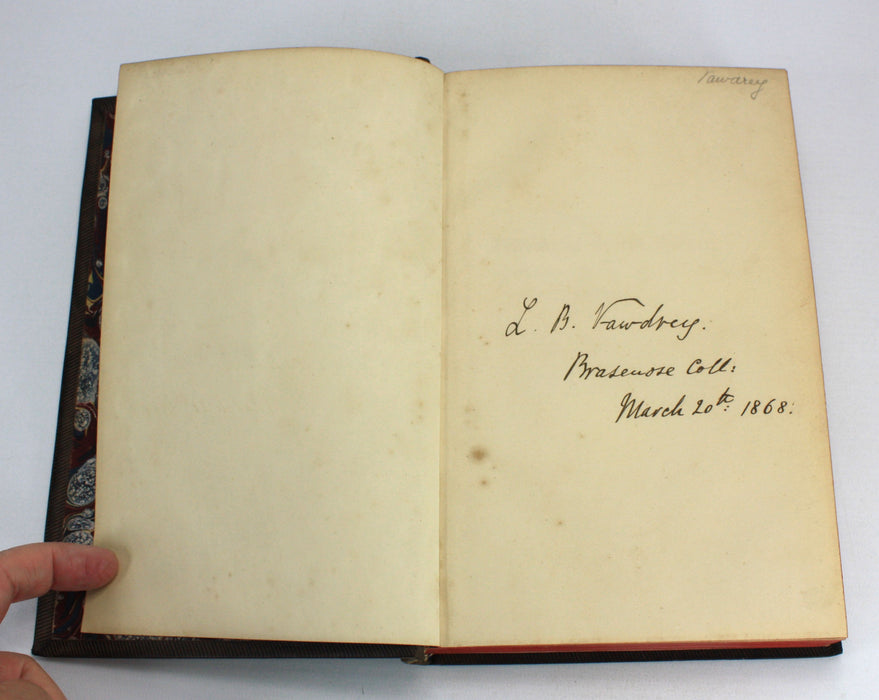 Vawdrey
L. B. Vawdrey.
Brasenose Coll:
March 20th: 1868: